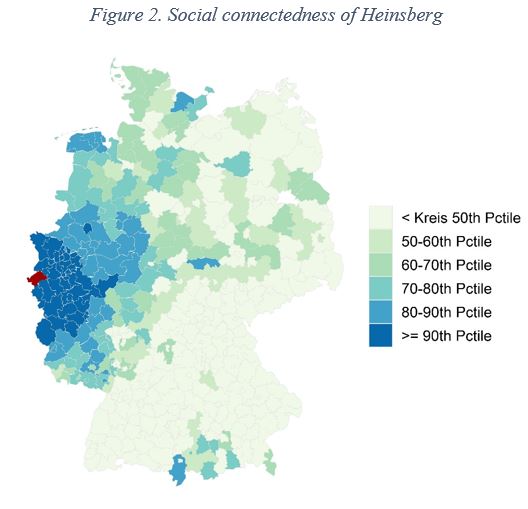 Figure 2. Social connectedness of Heinsberg
< Kreis 50th Pctile
50-60th Pctile
60-70th Pctile
70-80th Pctile
80-90th Pctile
>= 90th Pctile